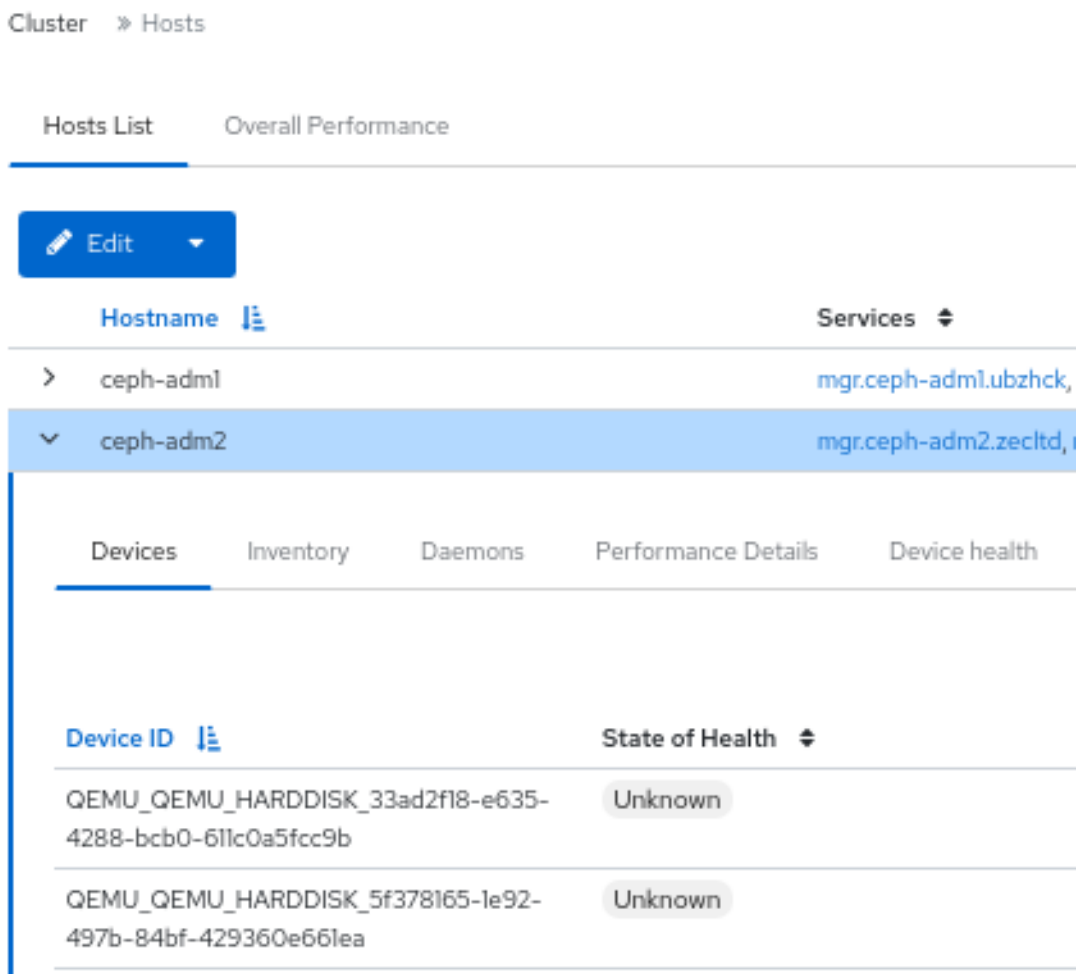 Cluster » Hosts
Hosts List Overall Performance
Edit
Hostname Services
ceph-adm1 mgr.ceph-adm1.ubzhck,
ceph-adm2 mgr.ceph-adm2.zecltd,
Devices Inventory Daemons Performance Details Device health
Device ID State of Health
QEMU_QEMU_HARDDISK_33ad2f18-e635- Unknown
4288-bcb0-611c0a5fcc9b
QEMU_QEMU_HARDDISK_5f378165-1e92- Unknown
497b-84bf-429360e661ea